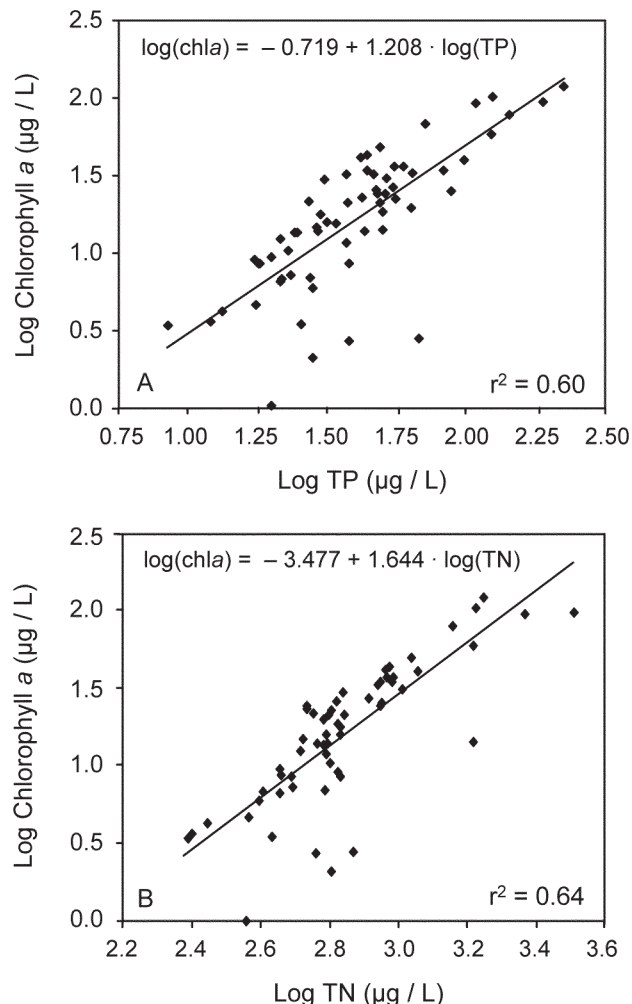 2.5
log(chla) = – 0.719 + 1.208 · log(TP)
2.0
1.5
1.0
0.5
0.0
Log Chlorophyll a (µg / L)
A
r² = 0.60
0.75 1.00 1.25 1.50 1.75 2.00 2.25 2.50
Log TP (µg / L)
2.5
log(chla) = – 3.477 + 1.644 · log(TN)
2.0
1.5
1.0
0.5
0.0
Log Chlorophyll a (µg / L)
B
r² = 0.64
2.2 2.4 2.6 2.8 3.0 3.2 3.4 3.6
Log TN (µg / L)